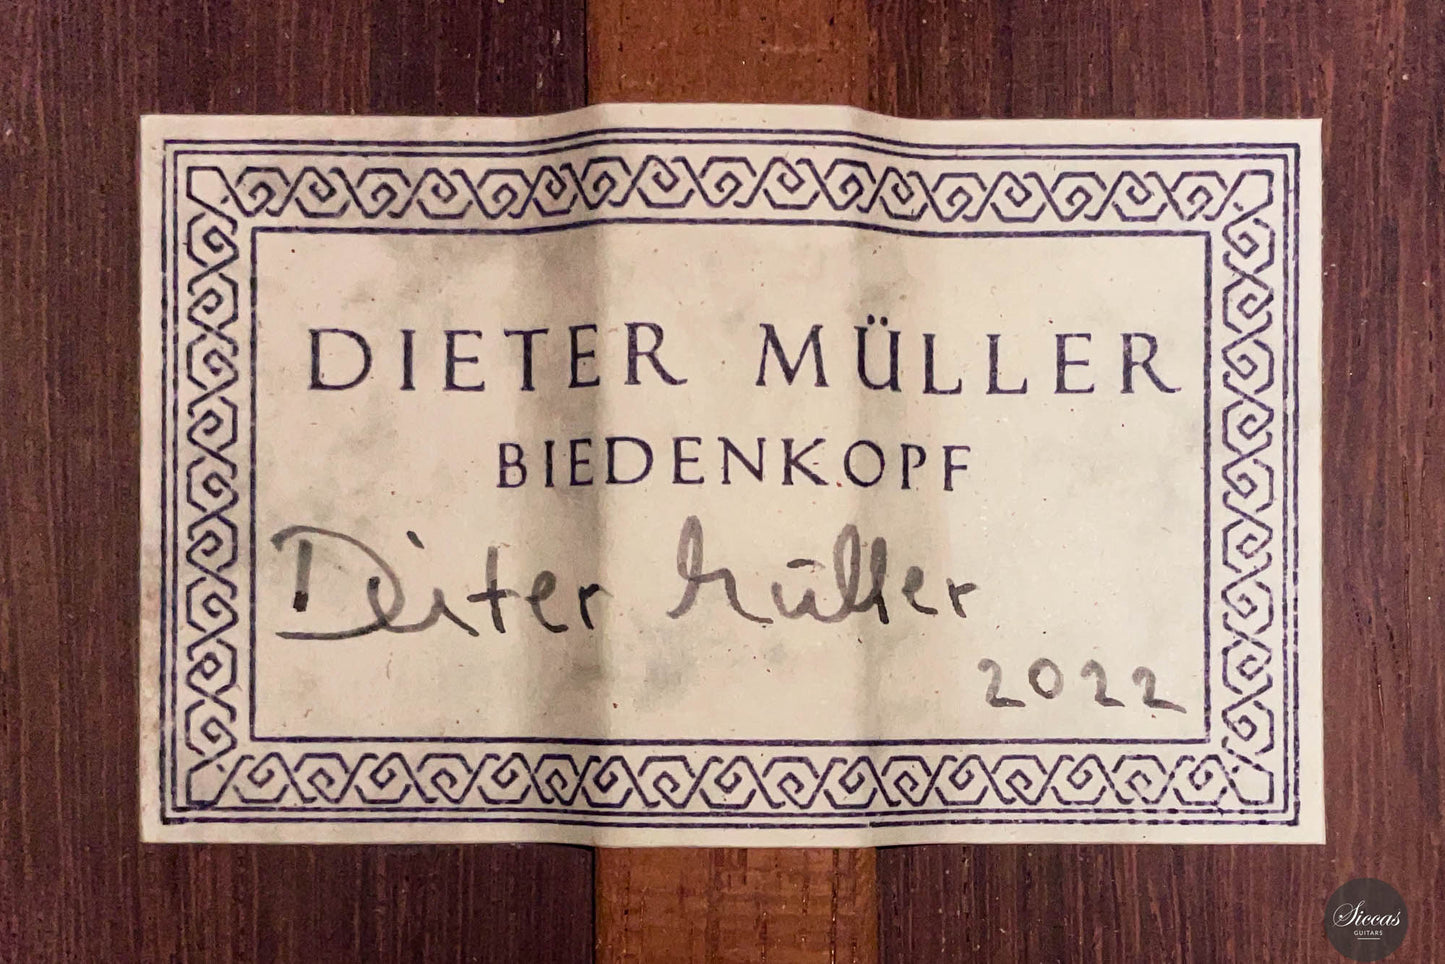 DIETER MÜLLER
BIEDENKOPF
Dieter Müller
2022
Siccas
GUITARS